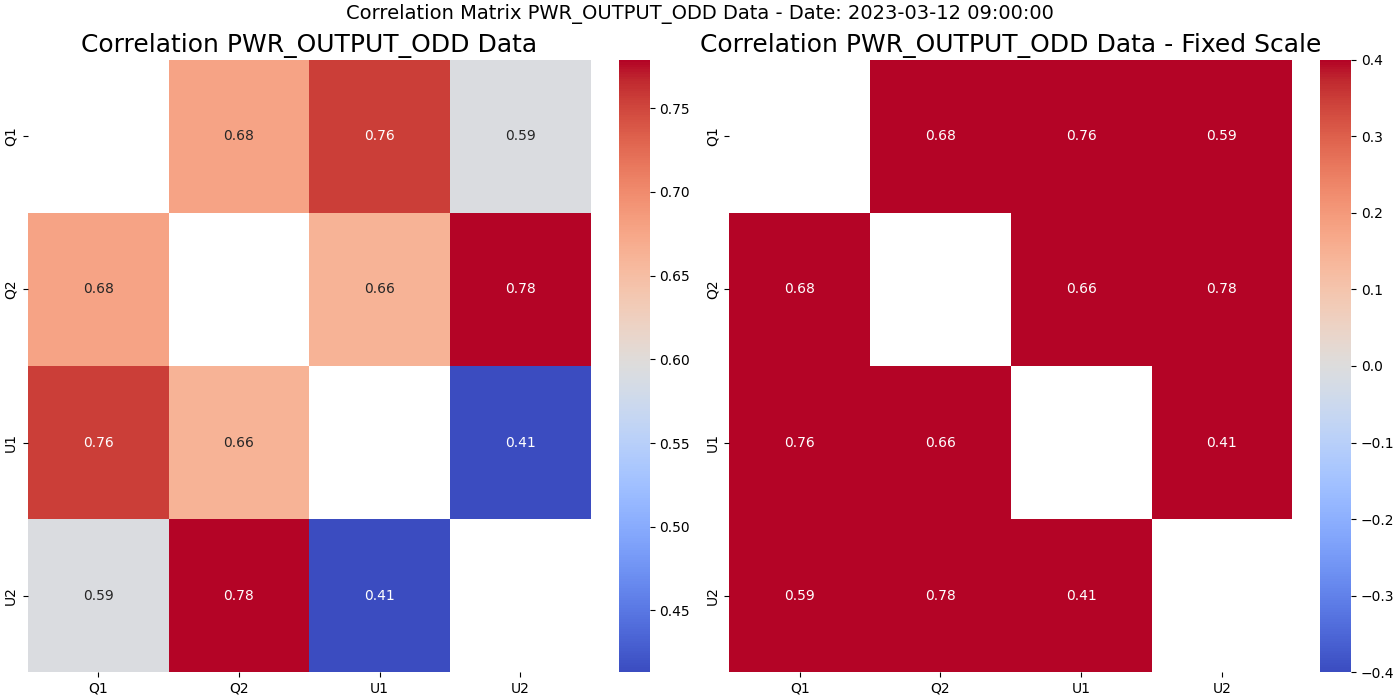 Correlation Matrix PWR_OUTPUT_ODD Data - Date: 2023-03-12 09:00:00
Correlation PWR_OUTPUT_ODD Data
Q1
0.68
0.76
0.59
0.75
Q2
0.68
0.66
0.78
0.70
0.65
U1
0.76
0.66
0.41
0.60
0.55
U2
0.59
0.78
0.41
0.50
0.45
Q1
Q2
U1
U2
Correlation PWR_OUTPUT_ODD Data - Fixed Scale
Q1
0.68
0.76
0.59
Q2
0.68
0.66
0.78
U1
0.76
0.66
0.41
U2
0.59
0.78
0.41
Q1
Q2
U1
U2
0.4
0.3
0.2
0.1
0.0
−0.1
−0.2
−0.3
−0.4